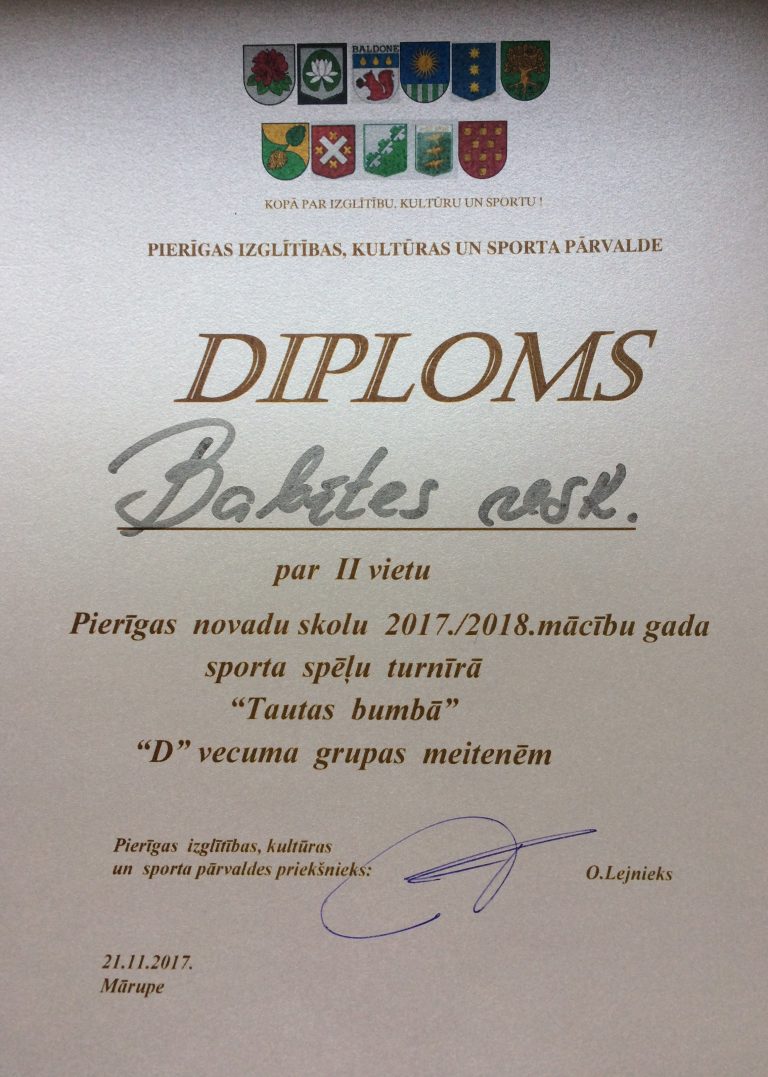 BALDONE
KOPĀ PAR IZGLĪTĪBU, KULTŪRU UN SPORTU !
PIERĪGAS IZGLĪTĪBAS, KULTŪRAS UN SPORTA PĀRVALDE
DIPLOMS
Babītes vsk.
par II vietu
Pierīgas novadu skolu 2017./2018.mācību gada
sporta spēļu turnīrā
“Tautas bumbā”
“D” vecuma grupas meitenēm
Pierīgas izglītības, kultūras
un sporta pārvaldes priekšnieks:
O.Lejnieks
21.11.2017.
Mārupe